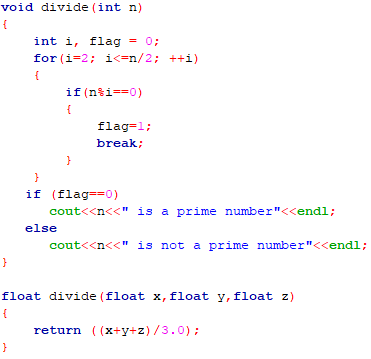 void divide(int n)
{
    int i, flag = 0;
    for(i=2; i<=n/2; ++i)
    {
        if(n%i==0)
        {
            flag=1;
            break;
        }
    }
   if (flag==0)
      cout<<n<<" is a prime number"<<endl;
   else
      cout<<n<<" is not a prime number"<<endl;
}

float divide(float x,float y,float z)
{
    return ((x+y+z)/3.0);
}